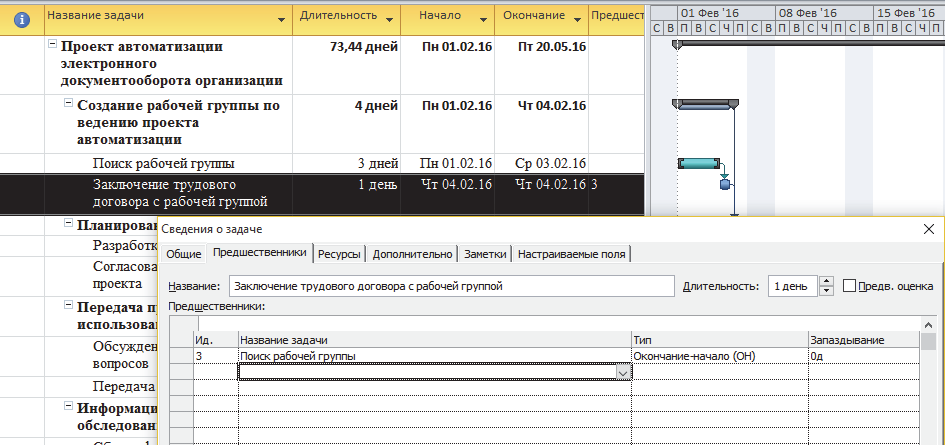 Название задачи Длительность Начало Окончание Предшест
01 Фев '16 08 Фев '16 15 Фев '16
С В П В С Ч П С В П В С Ч П С В П В С Ч П
Проект автоматизации 73,44 дней Пн 01.02.16 Пт 20.05.16
электронного
документооборота организации
Создание рабочей группы по 4 дней Пн 01.02.16 Чт 04.02.16
ведению проекта
автоматизации
Поиск рабочей группы 3 дней Пн 01.02.16 Ср 03.02.16
Заключение трудового 1 день Чт 04.02.16 Чт 04.02.16 3
договора с рабочей группой
Планирован
Разработк
Согласова
проекта
Передача пр
использован
Обсужден
вопросов
Передача
Информаци
обследован
Сведения о задаче
Общие Предшественники Ресурсы Дополнительно Заметки Настраиваемые поля
Название: Заключение трудового договора с рабочей группой Длительность: 1 день Предв. оценка
Предшественники:
Ид. Название задачи Тип Запаздывание
3 Поиск рабочей группы Окончание-начало (ОН) 0д